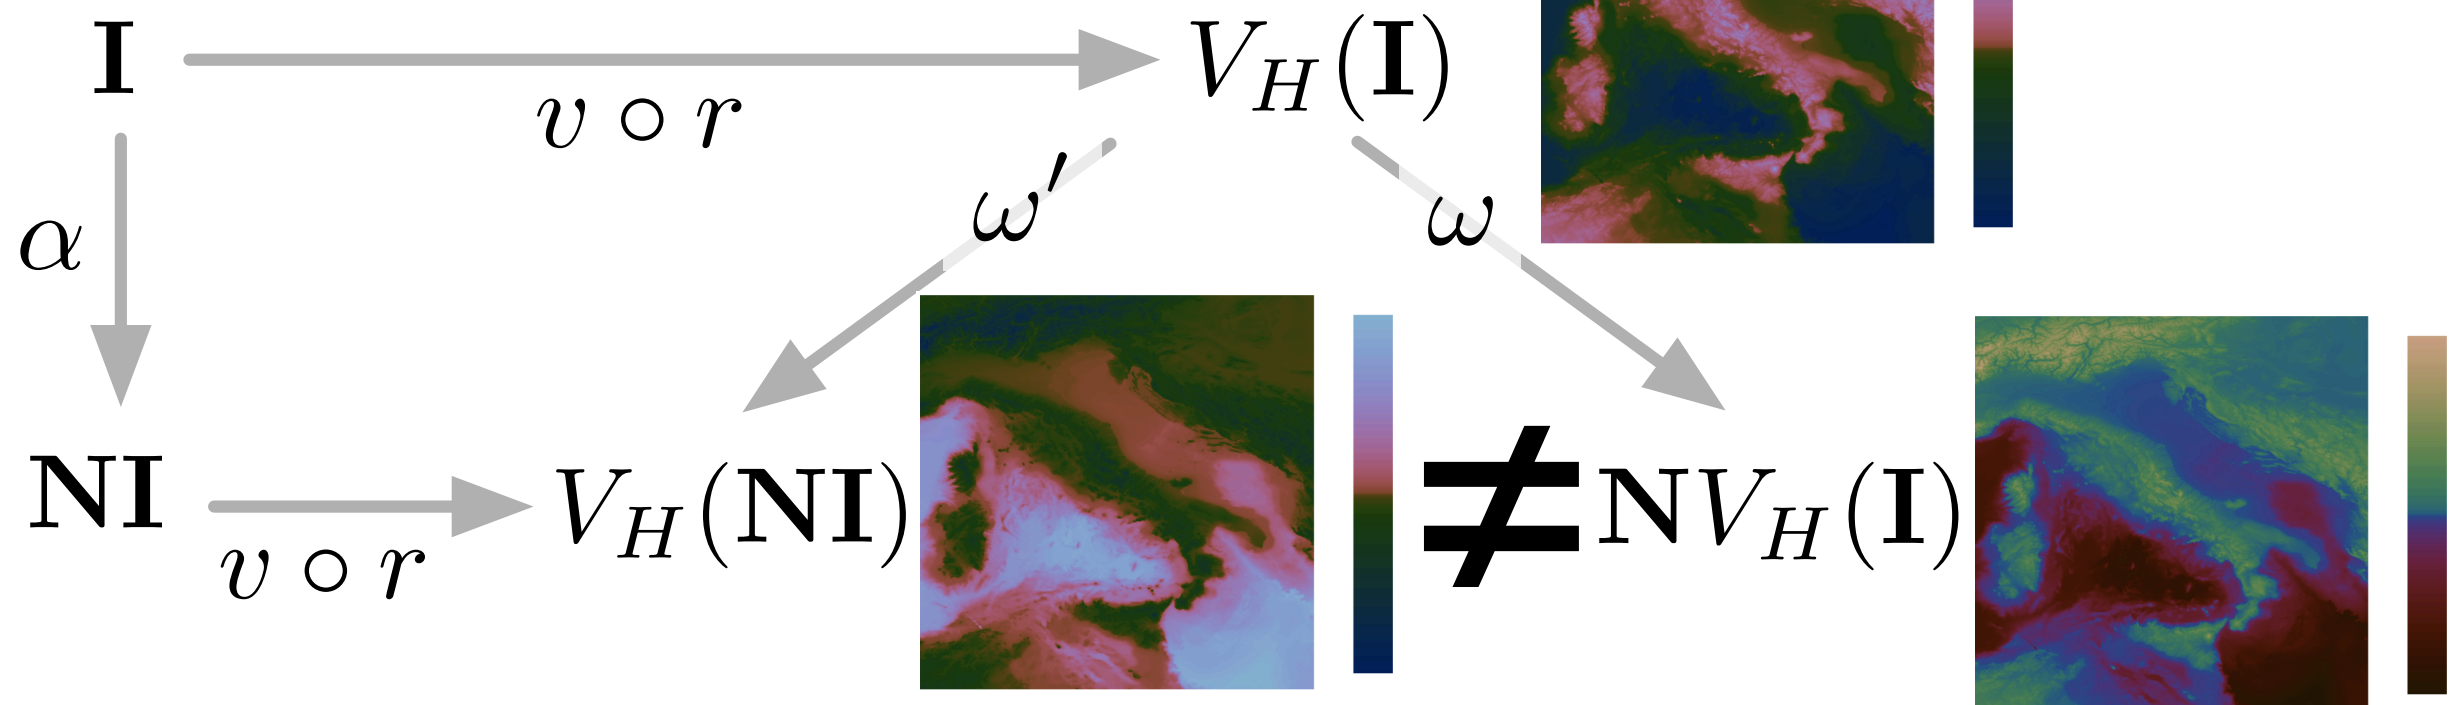 I V_H(I)
v ∘ r
α ω′ ω
NI V_H(NI) ≠ NV_H(I)
v ∘ r